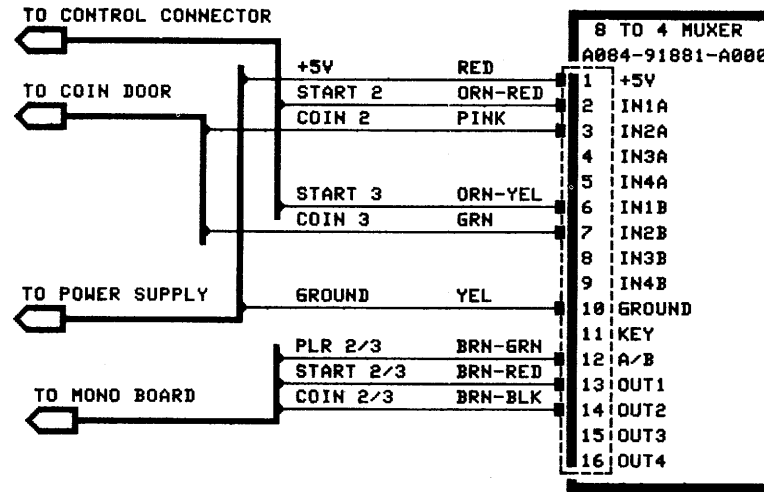 TO CONTROL CONNECTOR
8 TO 4 MUXER
A084-91881-A000
+5V RED 1 +5V
TO COIN DOOR
START 2 ORN-RED 2 IN1A
COIN 2 PINK 3 IN2A
4 IN3A
5 IN4A
START 3 ORN-YEL 6 IN1B
COIN 3 GRN 7 IN2B
8 IN3B
9 IN4B
TO POWER SUPPLY
GROUND YEL 10 GROUND
11 KEY
PLR 2/3 BRN-GRN 12 A/B
START 2/3 BRN-RED 13 OUT1
TO MONO BOARD
COIN 2/3 BRN-BLK 14 OUT2
15 OUT3
16 OUT4